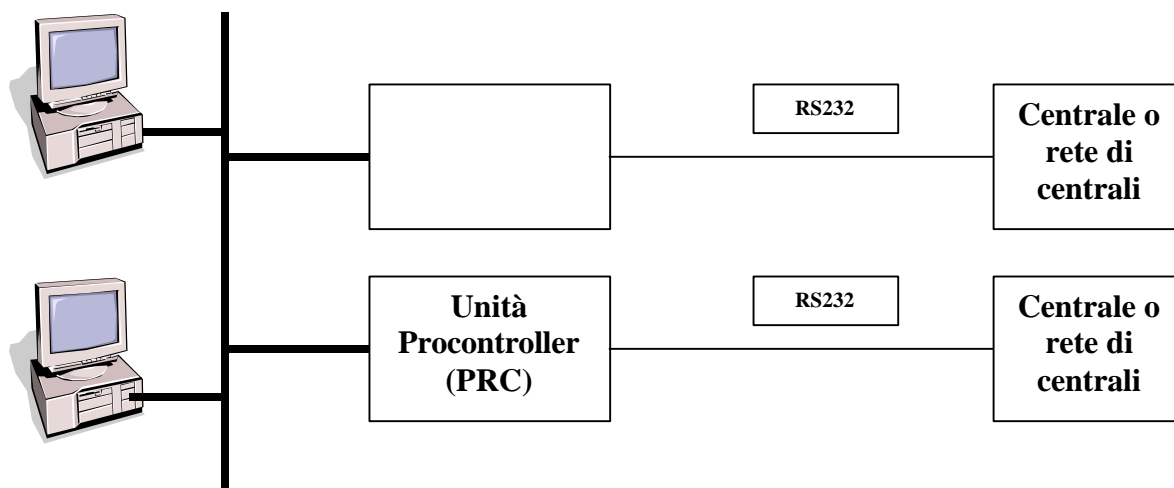 RS232
Centrale o
rete di
centrali
Unità
Procontroller
(PRC)
RS232
Centrale o
rete di
centrali